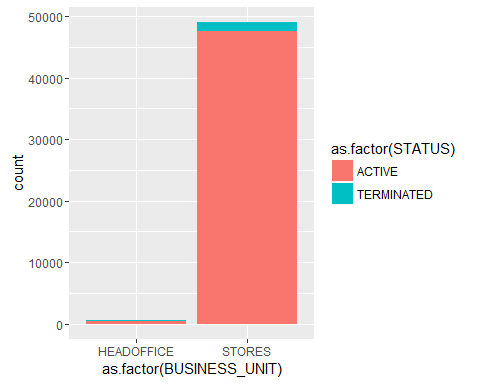 50000
40000
30000
20000
10000
0
count
HEADOFFICE STORES
as.factor(BUSINESS_UNIT)
as.factor(STATUS)
ACTIVE
TERMINATED